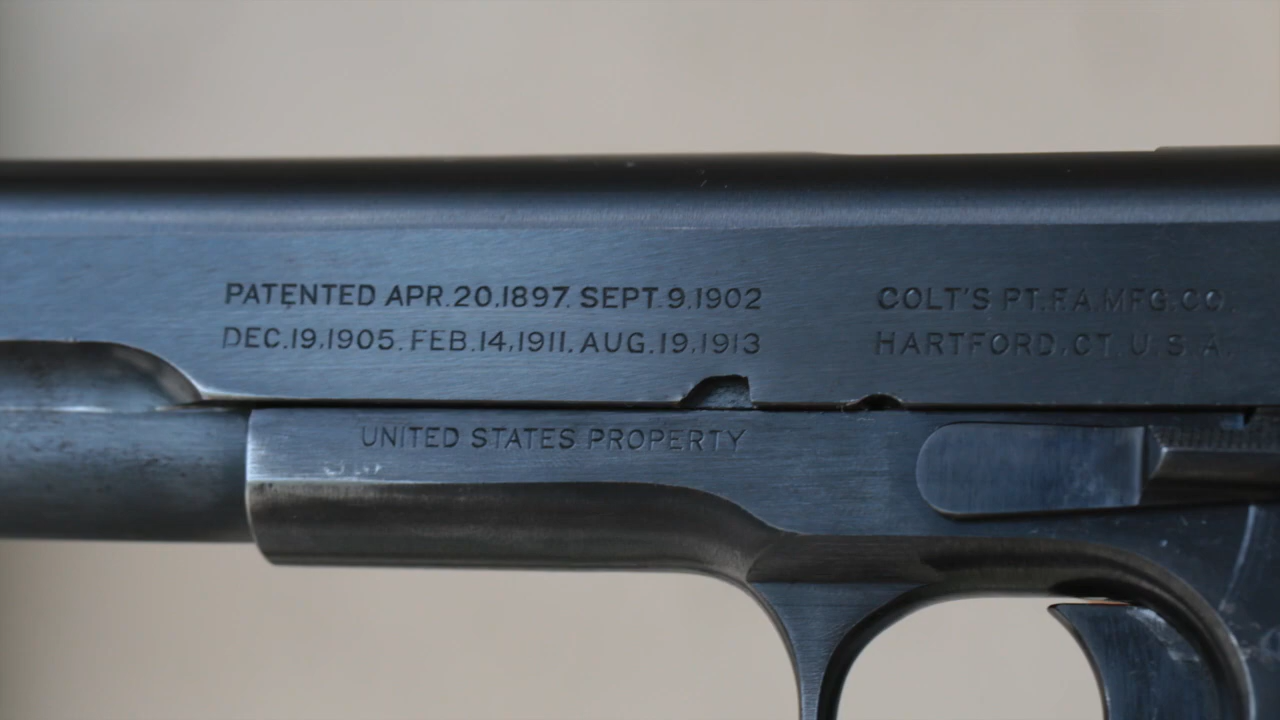 PATENTED APR.20.1897. SEPT.9.1902
DEC.19,1905. FEB.14,1911. AUG.19,1913
COLT'S PT.F.A.MFG.CO.
HARTFORD.CT.U.S.A.
UNITED STATES PROPERTY